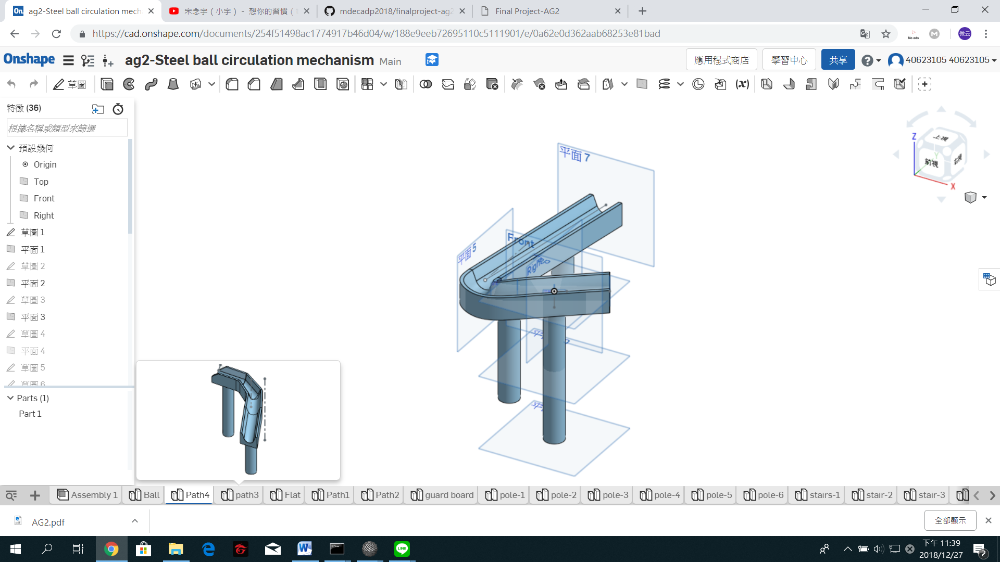 ag2-Steel ball circulation mech
宋念宇（小宇） - 想你的習慣（
mdecadp2018/finalproject-ag2
Final Project-AG2
https://cad.onshape.com/documents/254f51498ac1774917b46d04/w/188e9eeb72695110c5111901/e/0a62e0d362aab68253e81bad
No ads
M
微云
Onshape
ag2-Steel ball circulation mechanism Main
應用程式商店
學習中心
共享
40623105 40623105
草圖
(x)
特徵 (36)
根據名稱或類型來篩選
預設幾何
Origin
Top
Front
Right
草圖 1
平面 1
草圖 2
平面 2
草圖 3
平面 3
草圖 4
平面 4
草圖 5
草圖 6
Parts (1)
Part 1
平面 7
平面 5
Front
Right
Z
上視
Y
前視
右視
X
Assembly 1
Ball
Path4
path3
Flat
Path1
Path2
guard board
pole-1
pole-2
pole-3
pole-4
pole-5
pole-6
stairs-1
stair-2
stair-3
AG2.pdf
全部顯示
LINE
下午 11:39
2018/12/27
2